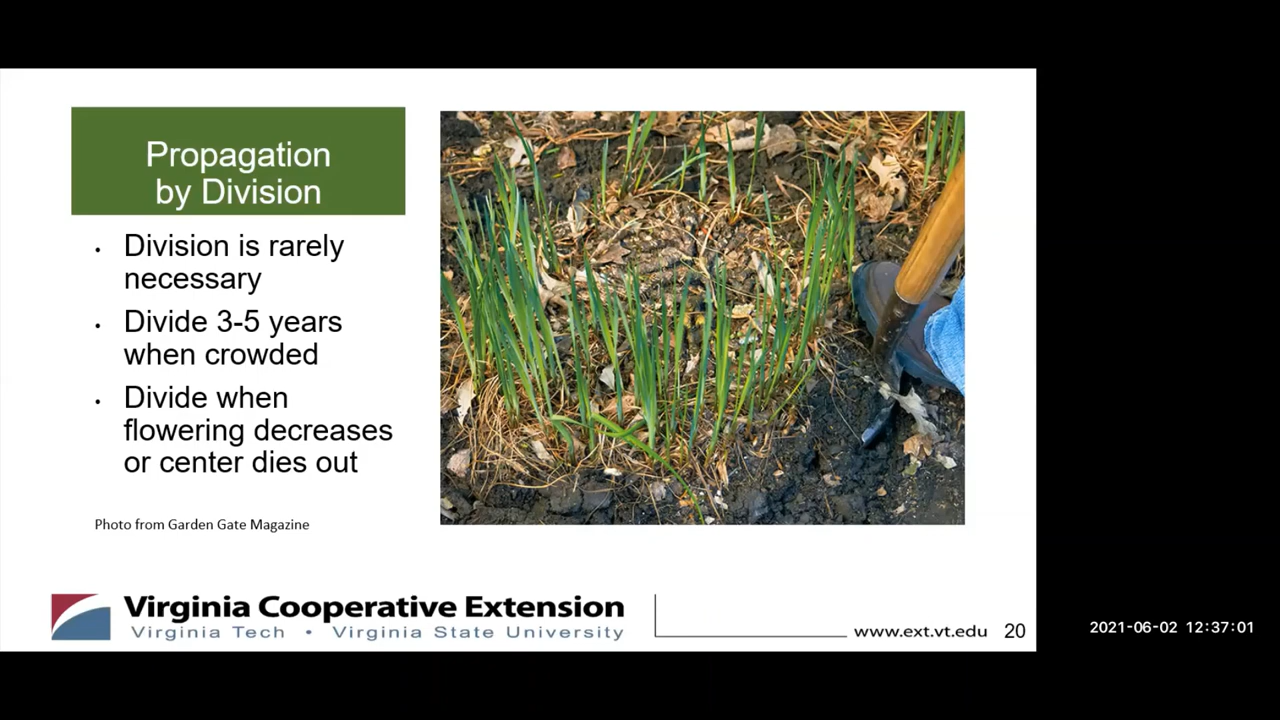 Propagation
by Division
• Division is rarely
necessary
• Divide 3-5 years
when crowded
• Divide when
flowering decreases
or center dies out
Photo from Garden Gate Magazine
Virginia Cooperative Extension
Virginia Tech • Virginia State University
www.ext.vt.edu 20
2021-06-02 12:37:01